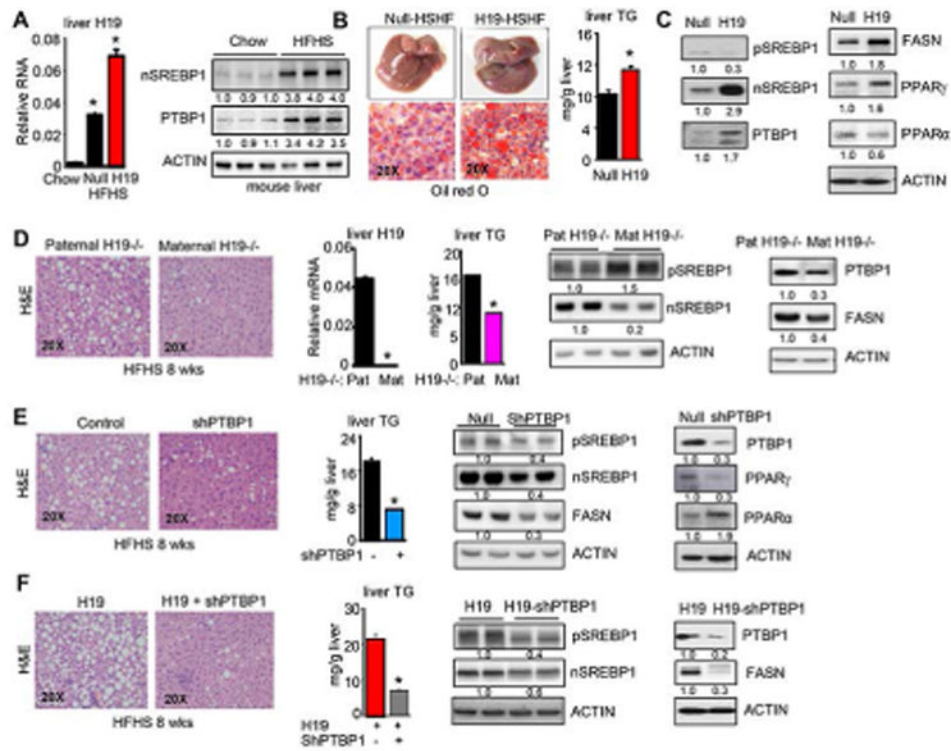 A
liver H19
Relative RNA
0.08
0.06
0.04
0.02
0
*
*
Chow Null H19
HFHS
Chow HFHS
nSREBP1
1.0 0.9 1.0 3.8 4.0 4.0
PTBP1
1.0 0.9 1.1 3.4 4.2 3.5
ACTIN
mouse liver
B
Null-HSHF H19-HSHF
20X 20X
Oil red O
liver TG
mg/g liver
16
12
8
4
0
*
Null H19
C
Null H19
pSREBP1
1.0 0.3
nSREBP1
1.0 2.9
PTBP1
1.0 1.7
Null H19
FASN
1.0 1.8
PPARγ
1.0 1.6
PPARα
1.0 0.6
ACTIN
D
Paternal H19-/- Maternal H19-/-
H&E
20X 20X
HFHS 8 wks
liver H19
Relative mRNA
0.06
0.04
0.02
0
*
H19-/-: Pat Mat
liver TG
mg/g liver
20
15
10
5
0
*
H19-/-: Pat Mat
Pat H19-/- Mat H19-/-
pSREBP1
1.0 1.5
nSREBP1
1.0 0.2
ACTIN
Pat H19-/- Mat H19-/-
PTBP1
1.0 0.3
FASN
1.0 0.4
ACTIN
E
Control shPTBP1
H&E
20X 20X
HFHS 8 wks
liver TG
mg/g liver
24
16
8
0
*
shPTBP1 - +
Null ShPTBP1
pSREBP1
1.0 0.4
nSREBP1
1.0 0.4
FASN
1.0 0.3
ACTIN
Null shPTBP1
PTBP1
1.0 0.3
PPARγ
1.0 0.3
PPARα
1.0 1.9
ACTIN
F
H19 H19 + shPTBP1
H&E
20X 20X
HFHS 8 wks
liver TG
mg/g liver
30
20
10
0
*
H19 + +
ShPTBP1 - +
H19 H19-shPTBP1
pSREBP1
1.0 0.4
nSREBP1
1.0 0.6
ACTIN
H19 H19-shPTBP1
PTBP1
1.0 0.2
FASN
1.0 0.3
ACTIN